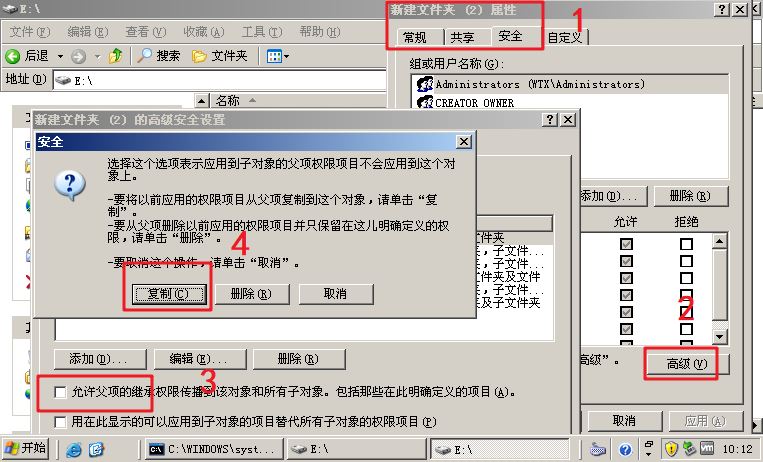 E:\
文件(F) 编辑(E) 查看(V) 收藏(A) 工具(T) 帮助(H)
后退 搜索 文件夹
地址(D) E:\
名称
新建文件夹 (2) 属性
1
常规 共享 安全 自定义
组或用户名称(G):
Administrators (WTX\Administrators)
CREATOR OWNER
添加(D)... 删除(R)
允许 拒绝
2
高级”。 高级(V)
取消 应用(A)
新建文件夹 (2) 的高级安全设置
安全
选择这个选项表示应用到子对象的父项权限项目不会应用到这个对
象上。
-要将以前应用的权限项目从父项复制到这个对象，请单击“复
制”。
-要从父项删除以前应用的权限项目并只保留在这儿明确定义的权
限，请单击“删除”。
4
-要取消这个操作，请单击“取消”。
复制(C) 删除(R) 取消
文件夹
夹，子文件...
夹，子文件...
文件夹及文件
夹，子文件...
夹及子文件夹
添加(D)... 编辑(E)... 删除(R)
3
允许父项的继承权限传播到该对象和所有子对象。包括那些在此明确定义的项目(A)。
用在此显示的可以应用到子对象的项目替代所有子对象的权限项目(P)
开始 C:\WINDOWS\syst... E:\ E:\ 10:12